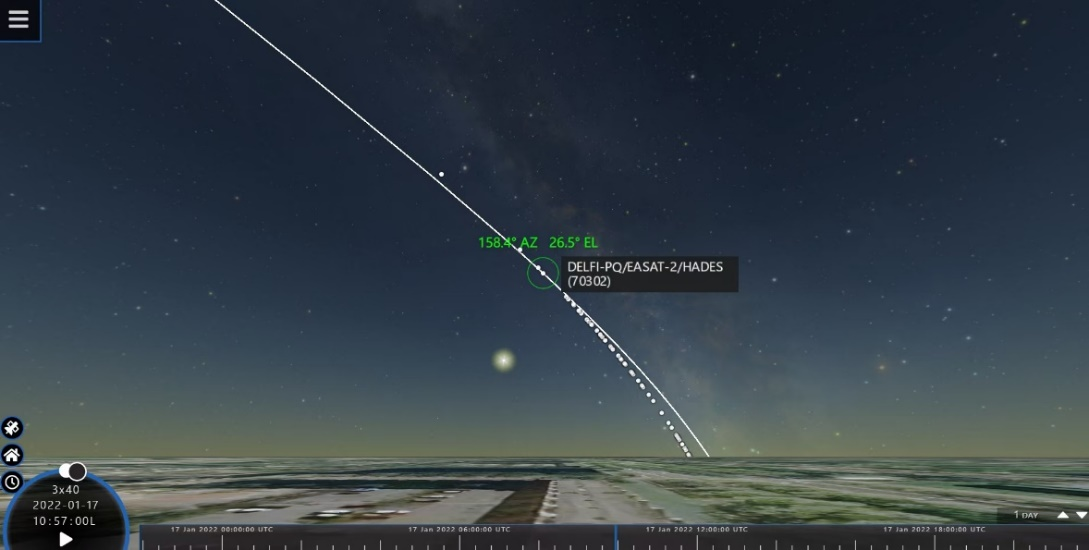 158.4° AZ 26.5° EL
DELFI-PQ/EASAT-2/HADES
(70302)
3x40
2022-01-17
10:57:00L
1 DAY
17 Jan 2022 00:00:00 UTC
17 Jan 2022 06:00:00 UTC
17 Jan 2022 12:00:00 UTC
17 Jan 2022 18:00:00 UTC